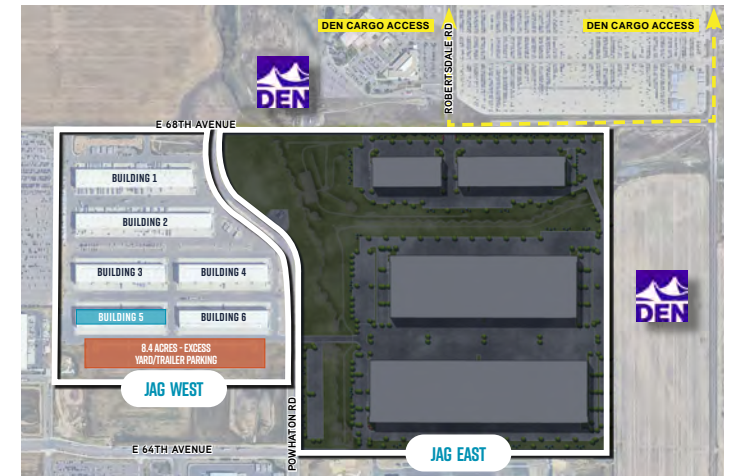 DEN CARGO ACCESS
DEN CARGO ACCESS
ROBERTSDALE RD
DEN
E 68TH AVENUE
BUILDING 1
BUILDING 2
BUILDING 3
BUILDING 4
BUILDING 5
BUILDING 6
8.4 ACRES - EXCESS
YARD/TRAILER PARKING
JAG WEST
DEN
POWHATON RD
E 64TH AVENUE
JAG EAST